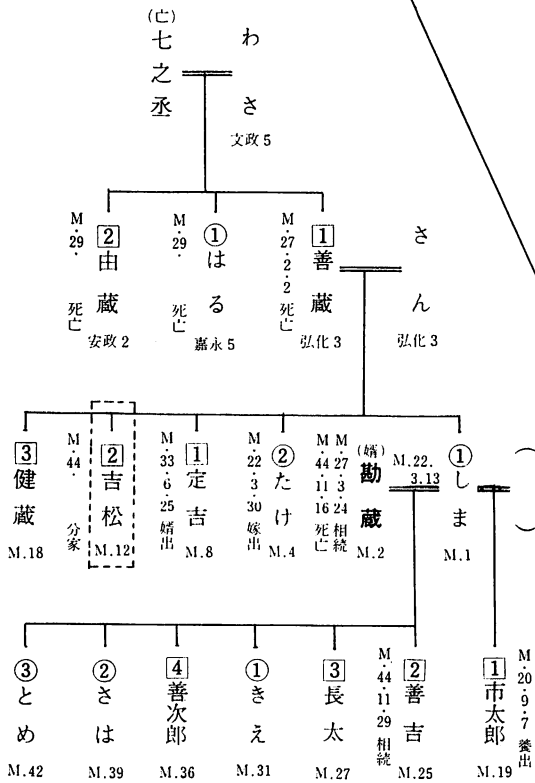 わさ
文政5
(亡)七之丞
さん
弘化3
1善蔵
弘化3
M・27・2・2 死亡
①はる
嘉永5
M・29・ 死亡
2由蔵
安政2
M・29・ 死亡
( )
①しま
M.1
M.22.
3.13
(婿)勘蔵
M.2
M・27・3・24 相続
M・44・11・16 死亡
②たけ
M.4
M・22・3・30 嫁出
1定吉
M.8
M・33・6・25 婿出
2吉松
M.12
M・44・ 分家
3健蔵
M.18
M・20・9・7 養出
1市太郎
M.19
2善吉
M.25
M・44・11・29 相続
3長太
M.27
①きえ
M.31
4善次郎
M.36
②さは
M.39
③とめ
M.42